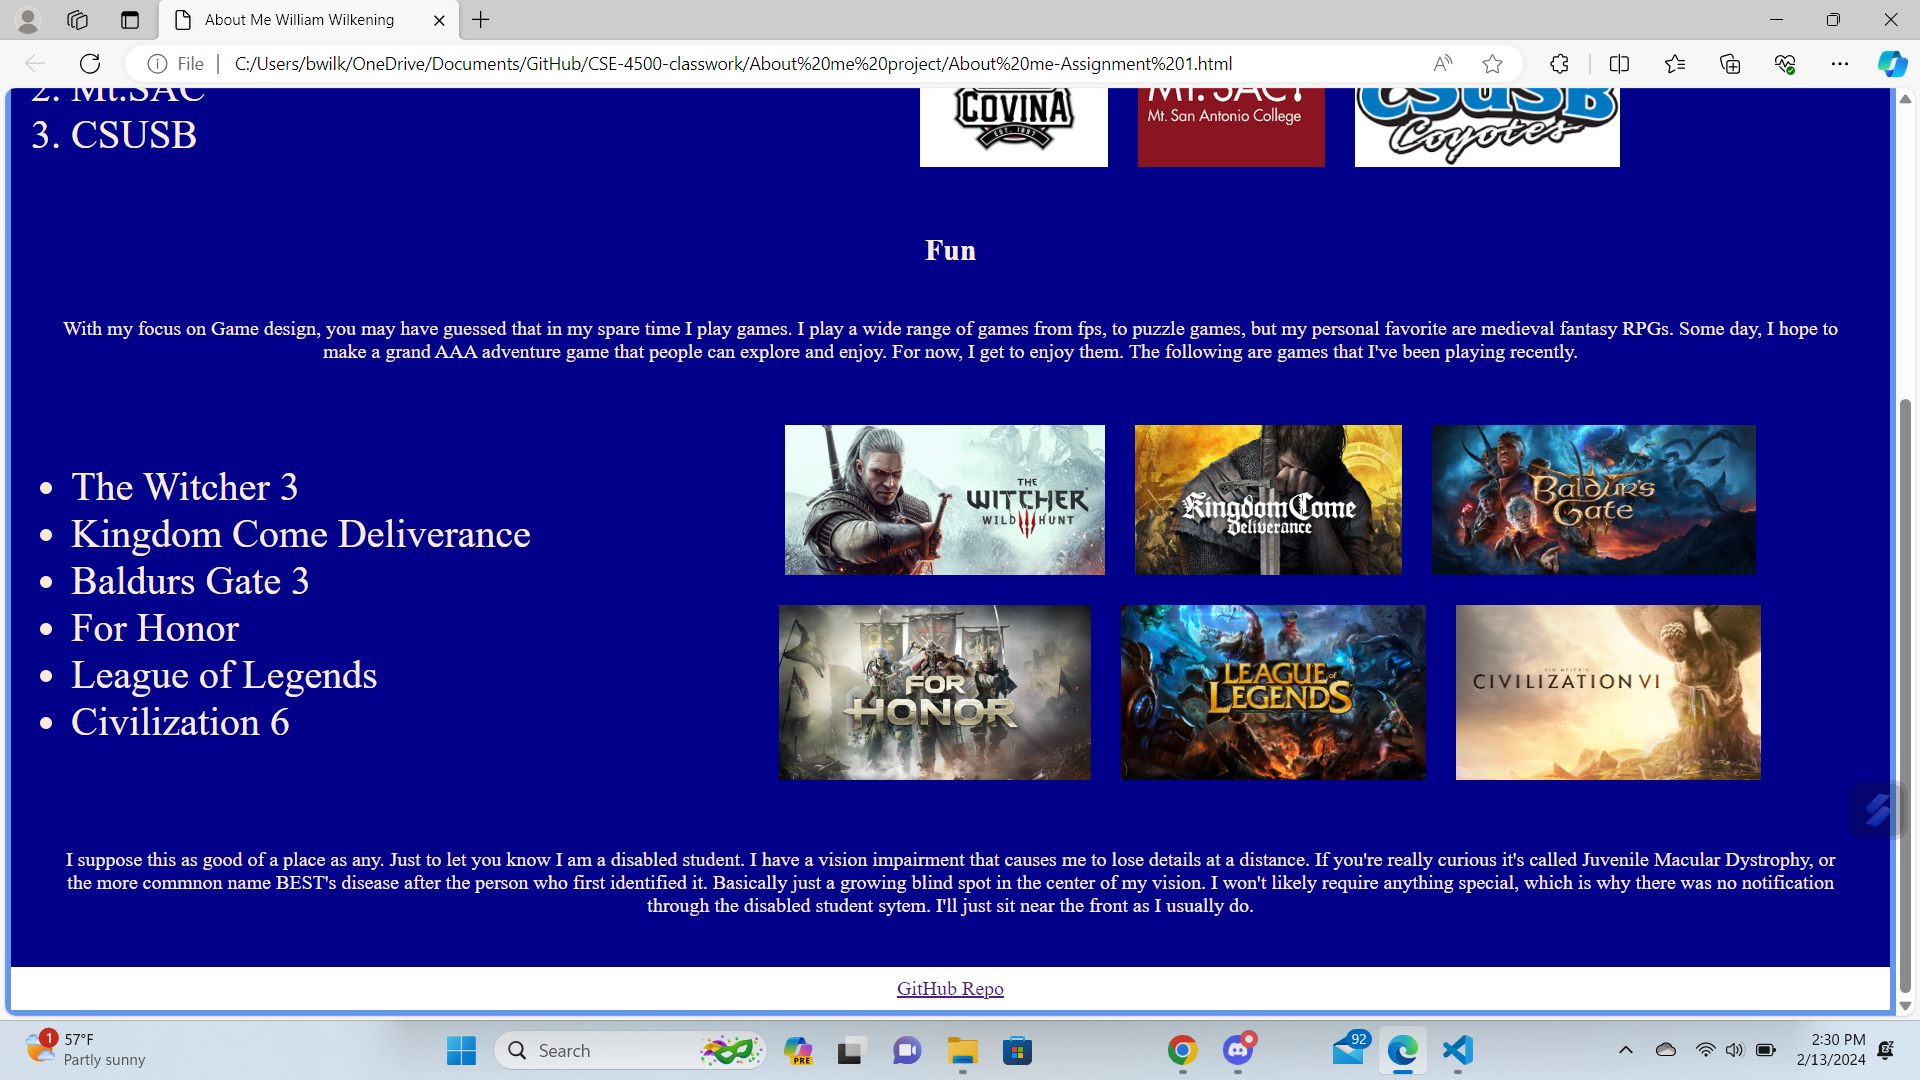 About Me William Wilkening
File
C:/Users/bwilk/OneDrive/Documents/GitHub/CSE-4500-classwork/About%20me%20project/About%20me-Assignment%201.html
2. Mt.SAC
3. CSUSB
COVINA
EST. 1897
MT. SAC
Mt. San Antonio College
CSUSB
Coyotes
Fun
With my focus on Game design, you may have guessed that in my spare time I play games. I play a wide range of games from fps, to puzzle games, but my personal favorite are medieval fantasy RPGs. Some day, I hope to
make a grand AAA adventure game that people can explore and enjoy. For now, I get to enjoy them. The following are games that I've been playing recently.
• The Witcher 3
• Kingdom Come Deliverance
• Baldurs Gate 3
• For Honor
• League of Legends
• Civilization 6
THE
WITCHER
WILD HUNT
Kingdom Come
Deliverance
BALDUR'S
GATE
FOR
HONOR
LEAGUE of
LEGENDS
SID MEIER'S
CIVILIZATION VI
I suppose this as good of a place as any. Just to let you know I am a disabled student. I have a vision impairment that causes me to lose details at a distance. If you're really curious it's called Juvenile Macular Dystrophy, or
the more commnon name BEST's disease after the person who first identified it. Basically just a growing blind spot in the center of my vision. I won't likely require anything special, which is why there was no notification
through the disabled student sytem. I'll just sit near the front as I usually do.
GitHub Repo
1
57°F
Partly sunny
Search
PRE
92
2:30 PM
2/13/2024